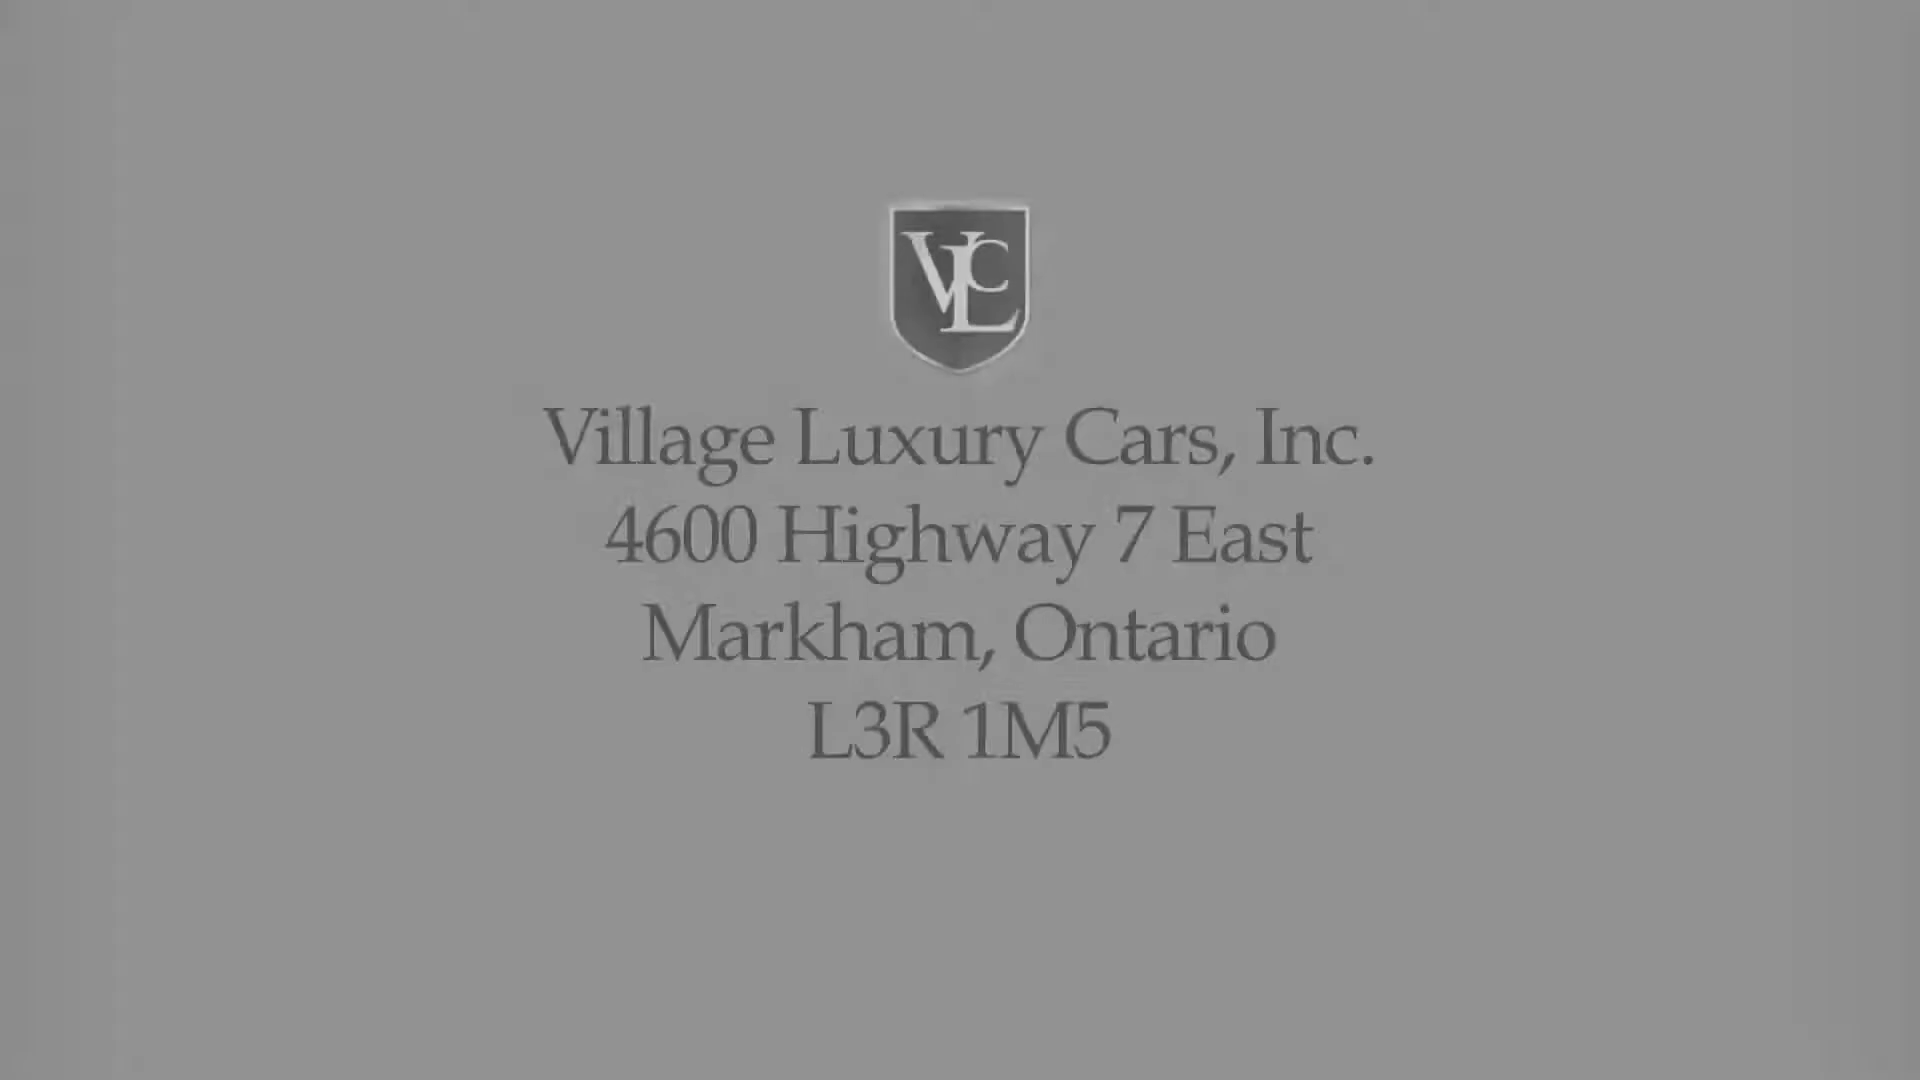 VLC
Village Luxury Cars, Inc.
4600 Highway 7 East
Markham, Ontario
L3R 1M5